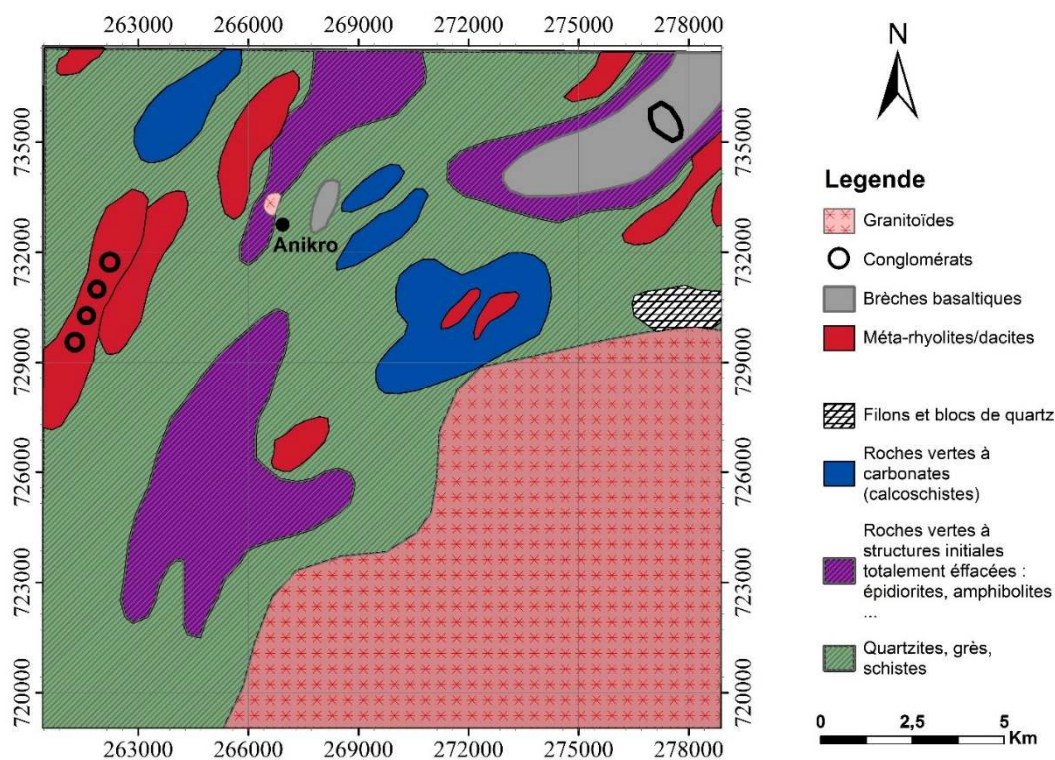 263000 266000 269000 272000 275000 278000
N
735000 735000
732000 732000
729000 729000
726000 726000
723000 723000
720000 720000
Anikro
263000 266000 269000 272000 275000 278000
Legende
Granitoïdes
Conglomérats
Brèches basaltiques
Méta-rhyolites/dacites
Filons et blocs de quartz
Roches vertes à
carbonates
(calcoschistes)
Roches vertes à
structures initiales
totalement éffacées :
épidiorites, amphibolites
...
Quartzites, grès,
schistes
0 2,5 5
Km